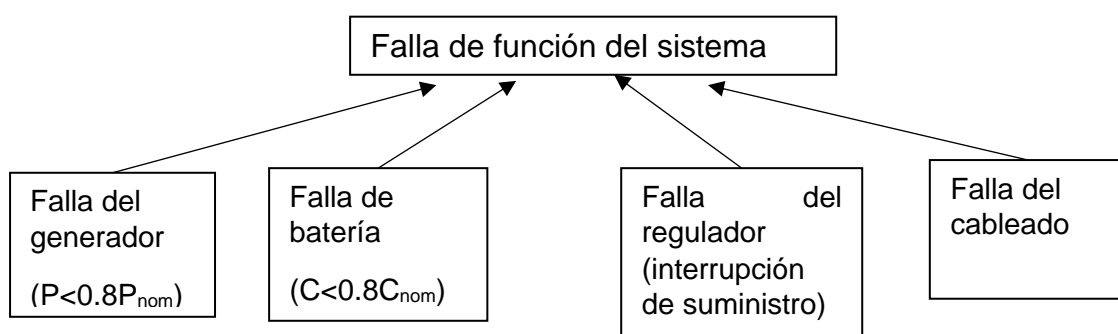 Falla de función del sistema
Falla del
generador
(P<0.8Pnom)
Falla de
batería
(C<0.8Cnom)
Falla del
regulador
(interrupción
de suministro)
Falla del
cableado